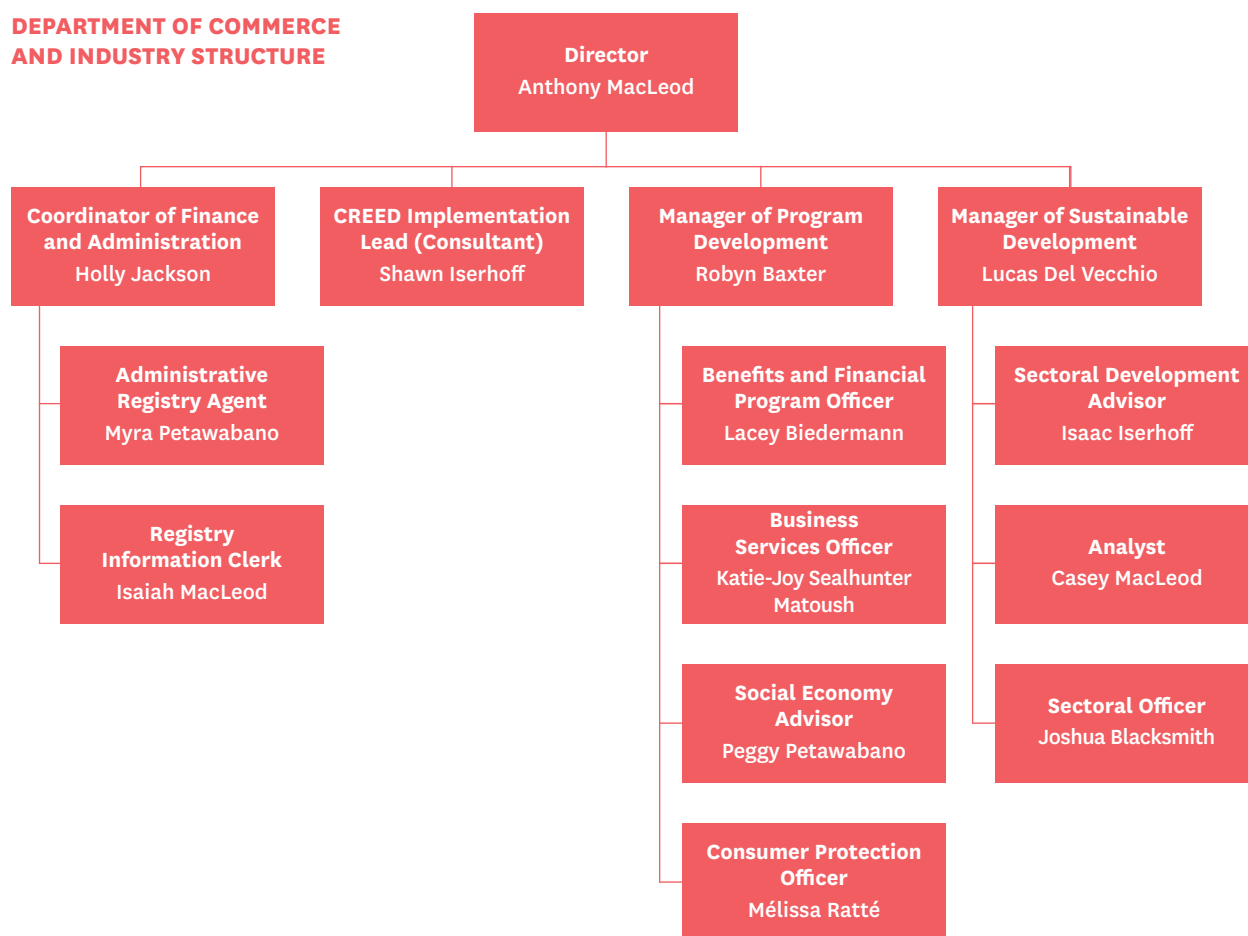 DEPARTMENT OF COMMERCE
AND INDUSTRY STRUCTURE
Director
Anthony MacLeod
Coordinator of Finance
and Administration
Holly Jackson
CREED Implementation
Lead (Consultant)
Shawn Iserhoff
Manager of Program
Development
Robyn Baxter
Manager of Sustainable
Development
Lucas Del Vecchio
Administrative
Registry Agent
Myra Petawabano
Registry
Information Clerk
Isaiah MacLeod
Benefits and Financial
Program Officer
Lacey Biedermann
Business
Services Officer
Katie-Joy Sealhunter
Matoush
Social Economy
Advisor
Peggy Petawabano
Consumer Protection
Officer
Mélissa Ratté
Sectoral Development
Advisor
Isaac Iserhoff
Analyst
Casey MacLeod
Sectoral Officer
Joshua Blacksmith